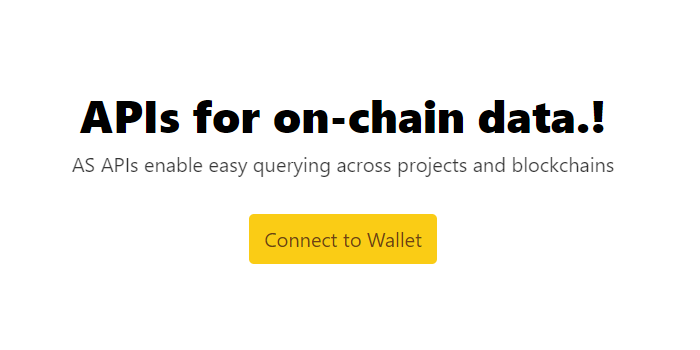 APIs for on-chain data.!
AS APIs enable easy querying across projects and blockchains
Connect to Wallet